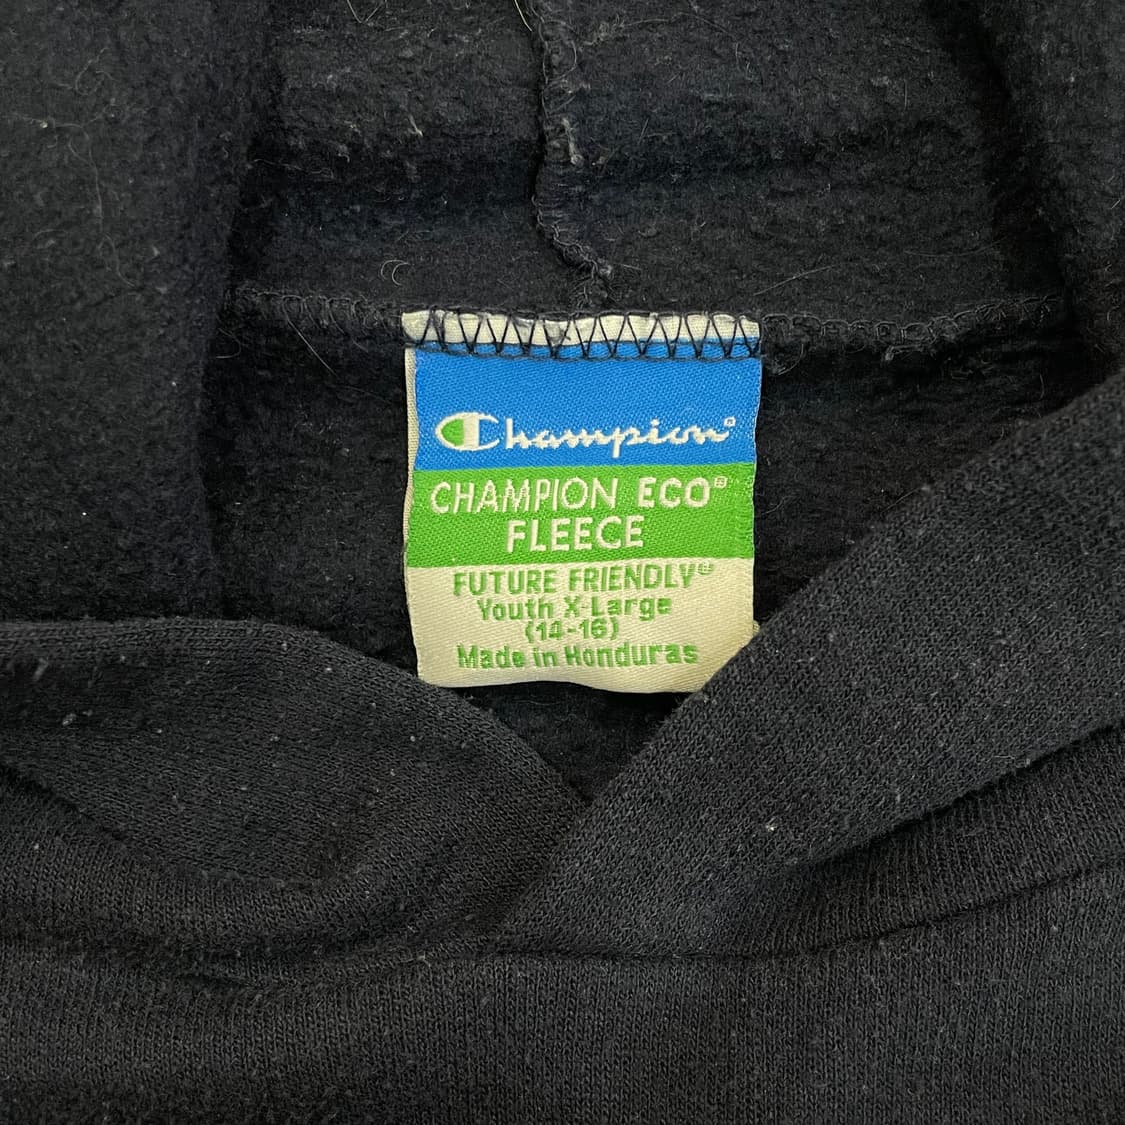 Champion®
CHAMPION ECO®
FLEECE
FUTURE FRIENDLY®
Youth X-Large
(14-16)
Made in Honduras